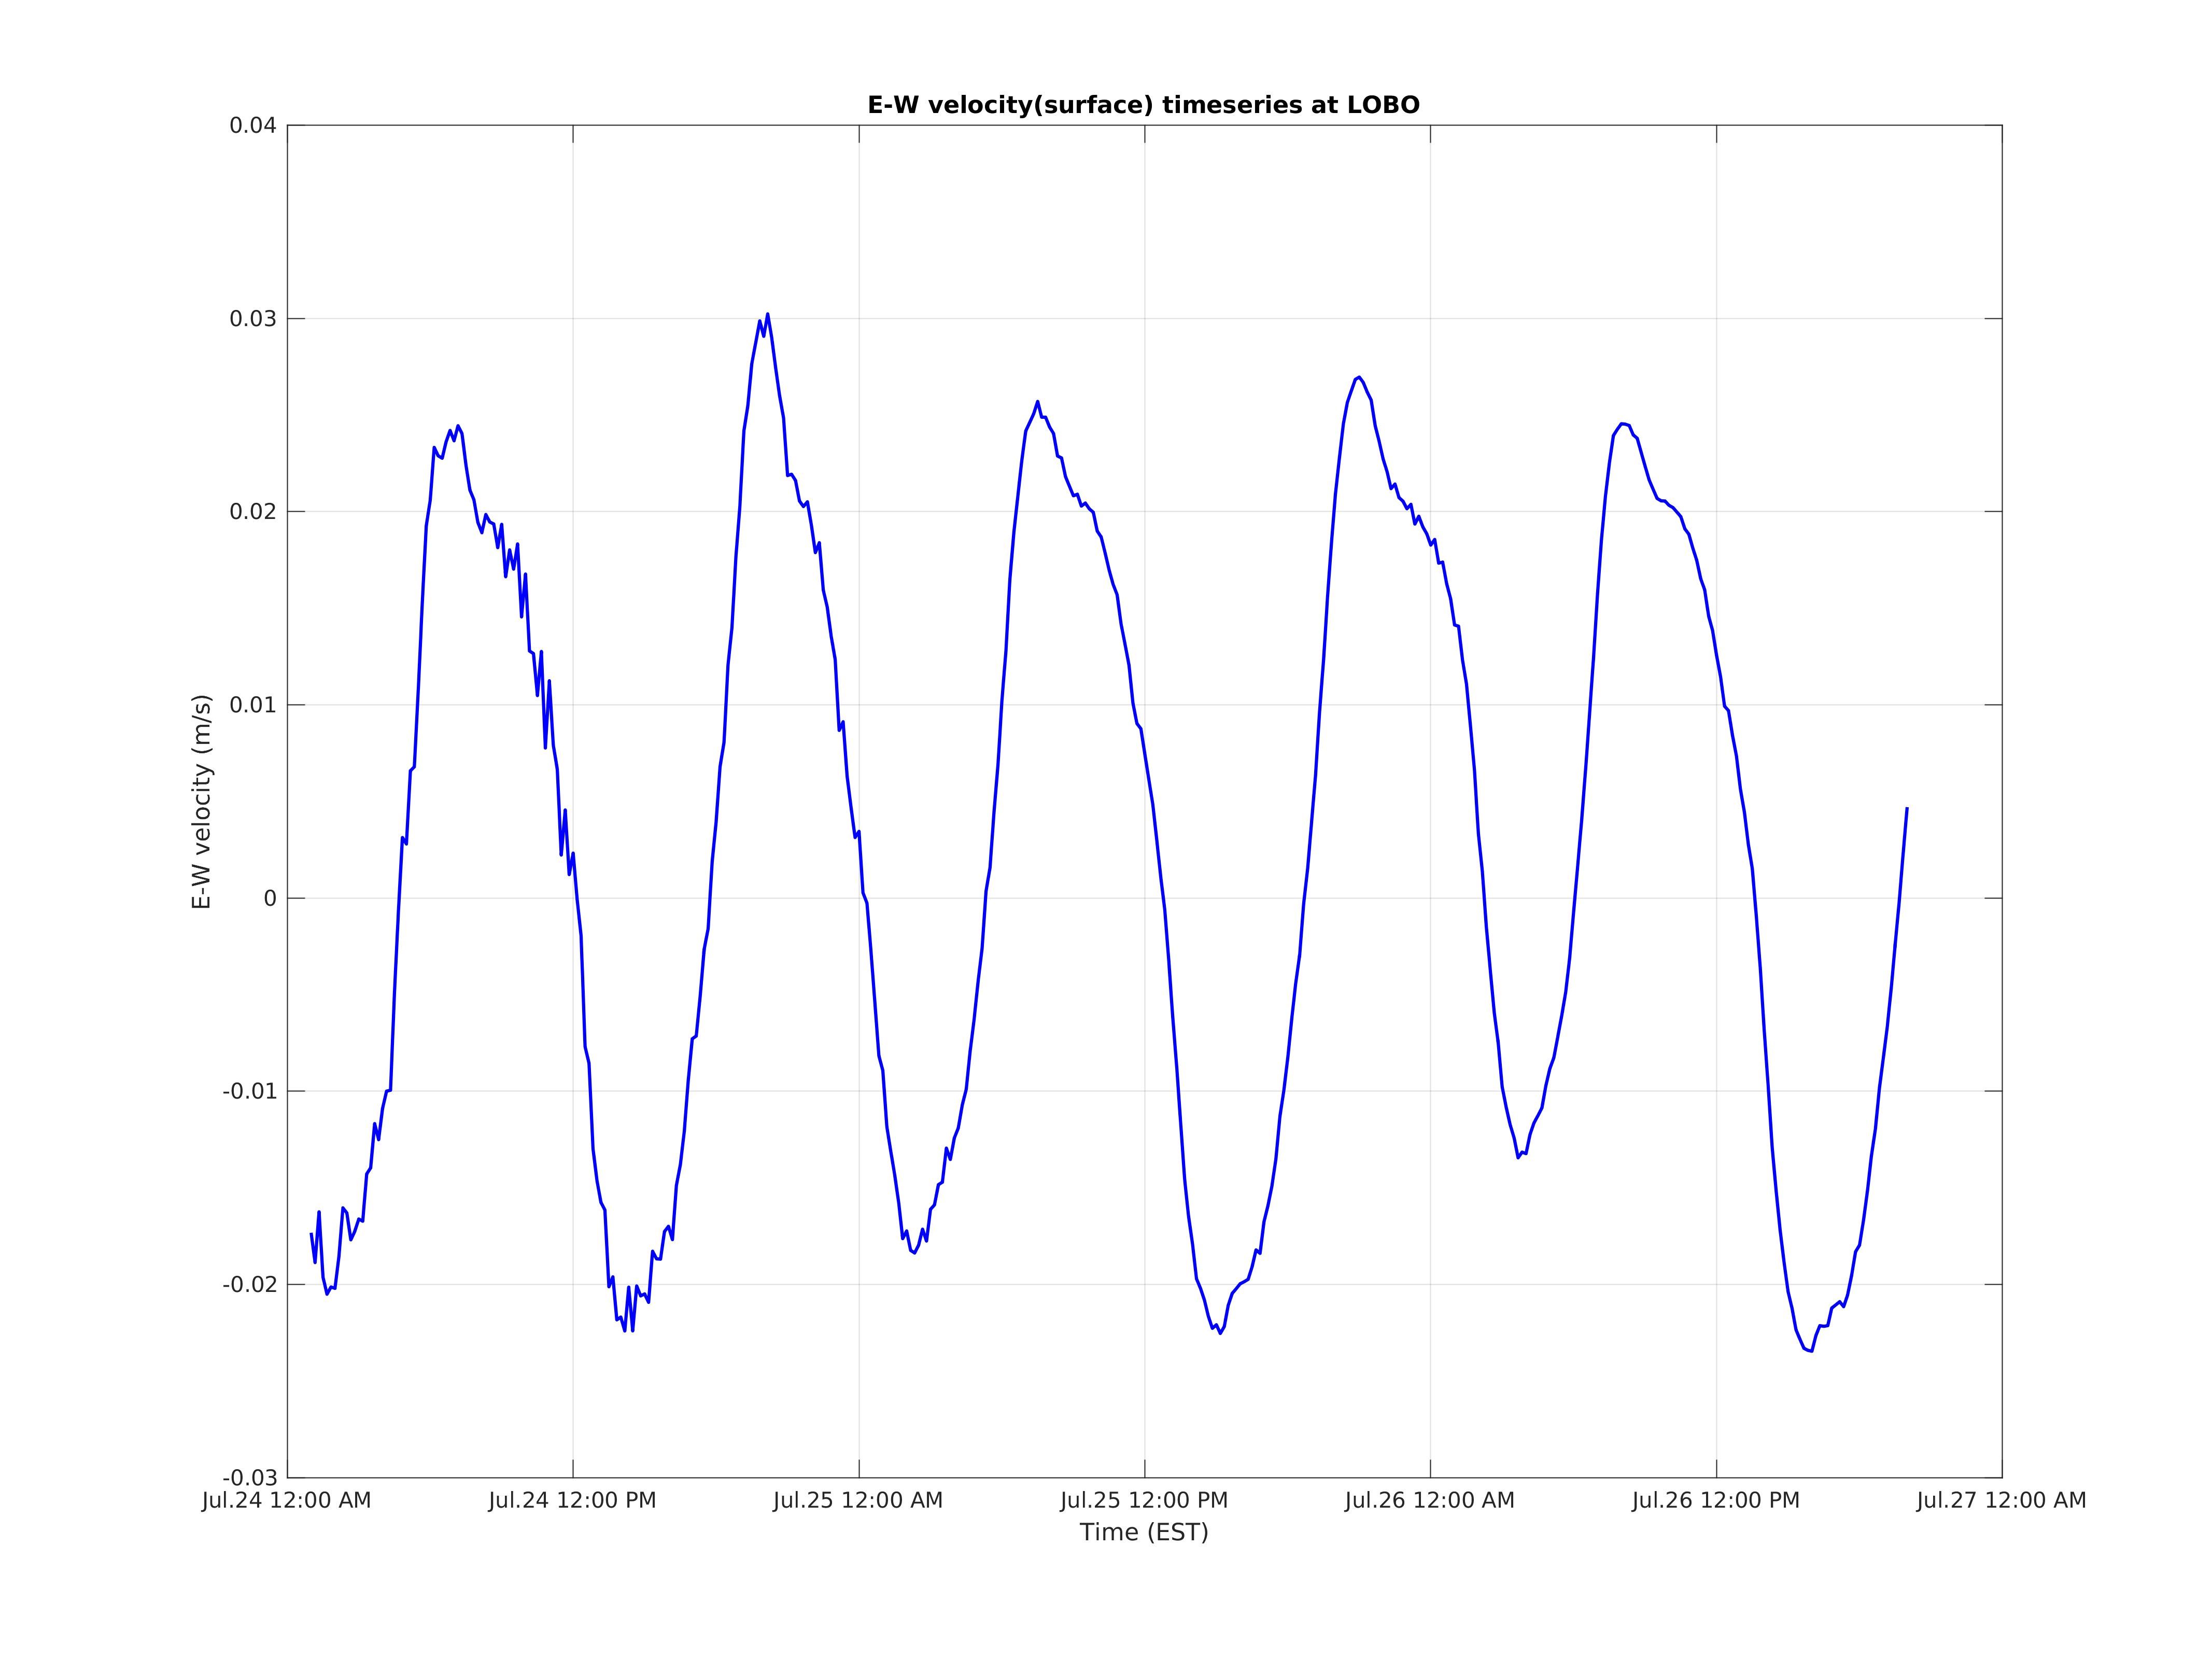 E-W velocity(surface) timeseries at LOBO
0.04
0.03
0.02
0.01
0
-0.01
-0.02
-0.03
E-W velocity (m/s)
Jul.24 12:00 AM Jul.24 12:00 PM Jul.25 12:00 AM Jul.25 12:00 PM Jul.26 12:00 AM Jul.26 12:00 PM Jul.27 12:00 AM
Time (EST)